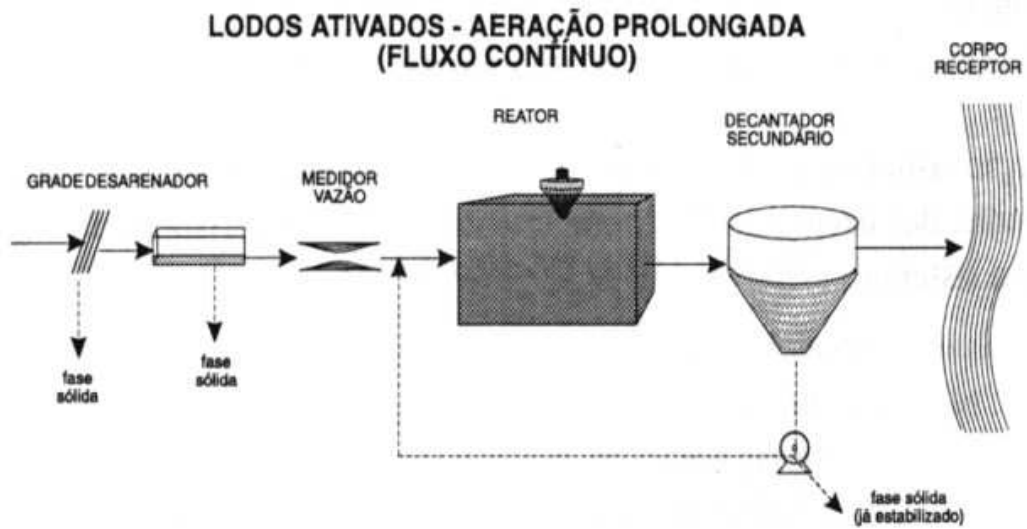 LODOS ATIVADOS - AERAÇÃO PROLONGADA
(FLUXO CONTÍNUO)
CORPO
RECEPTOR
REATOR
DECANTADOR
SECUNDÁRIO
GRADE DESARENADOR
MEDIDOR
VAZÃO
fase
sólida
fase
sólida
fase sólida
(já estabilizado)